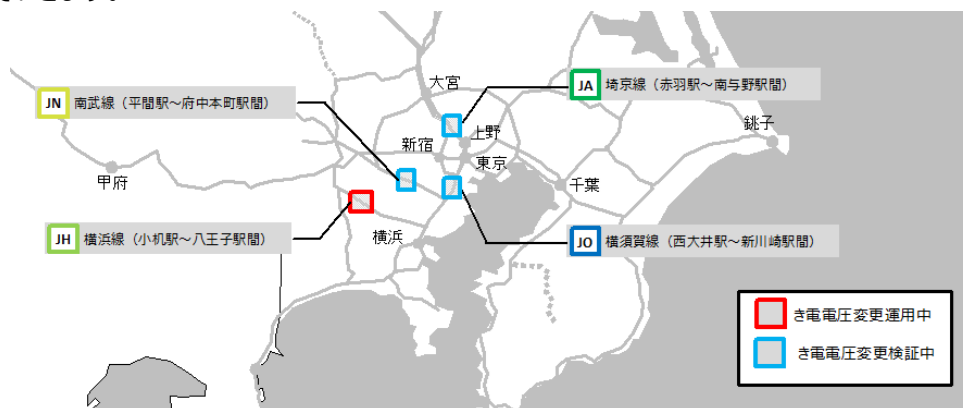 JN 南武線（平間駅～府中本町駅間）
JA 埼京線（赤羽駅～南与野駅間）
大宮
上野
新宿
東京
銚子
甲府
千葉
JH 横浜線（小机駅～八王子駅間）
横浜
JO 横須賀線（西大井駅～新川崎駅間）
き電電圧変更運用中
き電電圧変更検証中